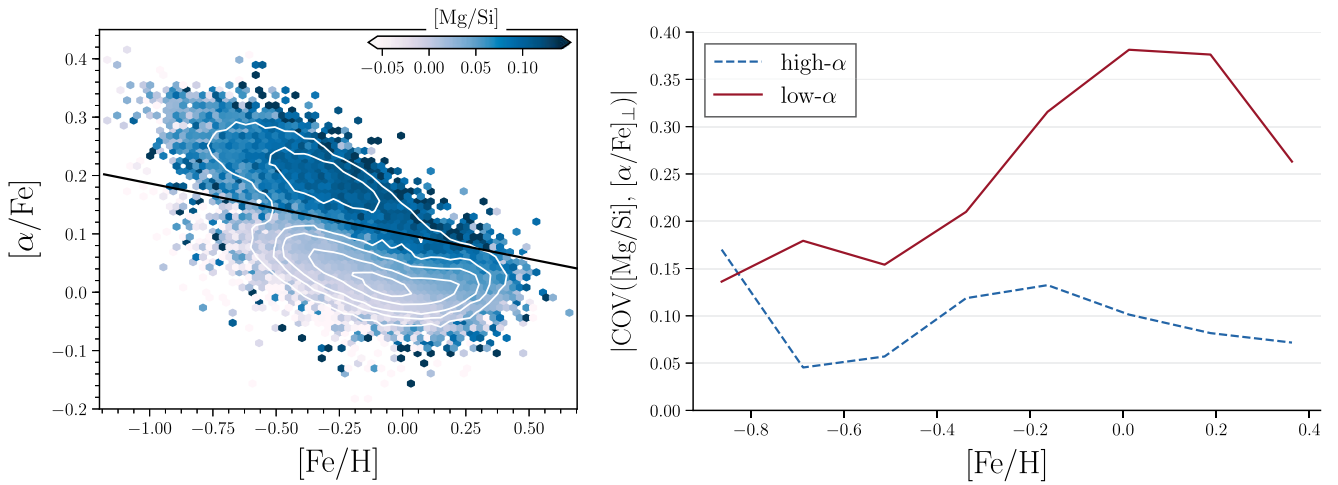 [Mg/Si]
−0.05 0.00 0.05 0.10
0.4
0.3
0.2
0.1
0.0
−0.1
−0.2
[α/Fe]
−1.00 −0.75 −0.50 −0.25 0.00 0.25 0.50
[Fe/H]
|COV([Mg/Si], [α/Fe]⊥)|
0.40
0.35
0.30
0.25
0.20
0.15
0.10
0.05
0.00
high-α
low-α
−0.8 −0.6 −0.4 −0.2 0.0 0.2 0.4
[Fe/H]